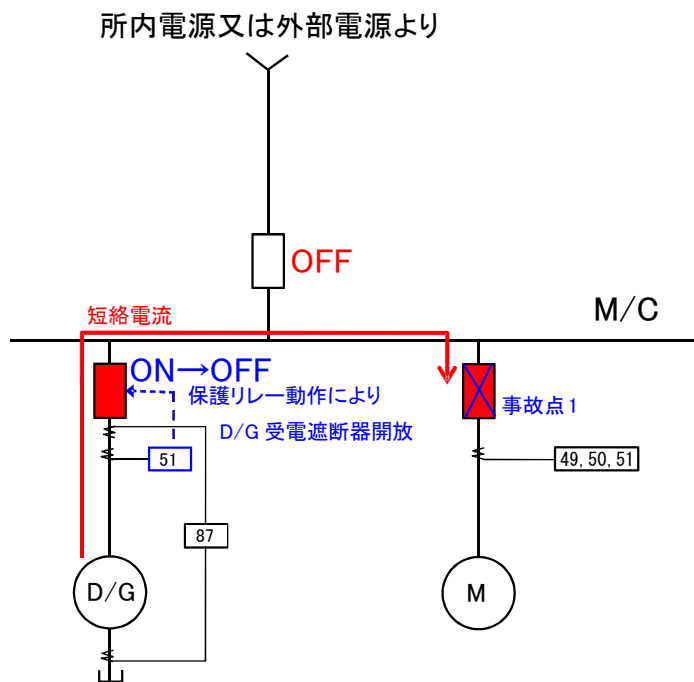 所内電源又は外部電源より
OFF
M/C
短絡電流
ON→OFF
保護リレー動作により
D/G 受電遮断器開放
事故点1
51
49, 50, 51
87
D/G
M